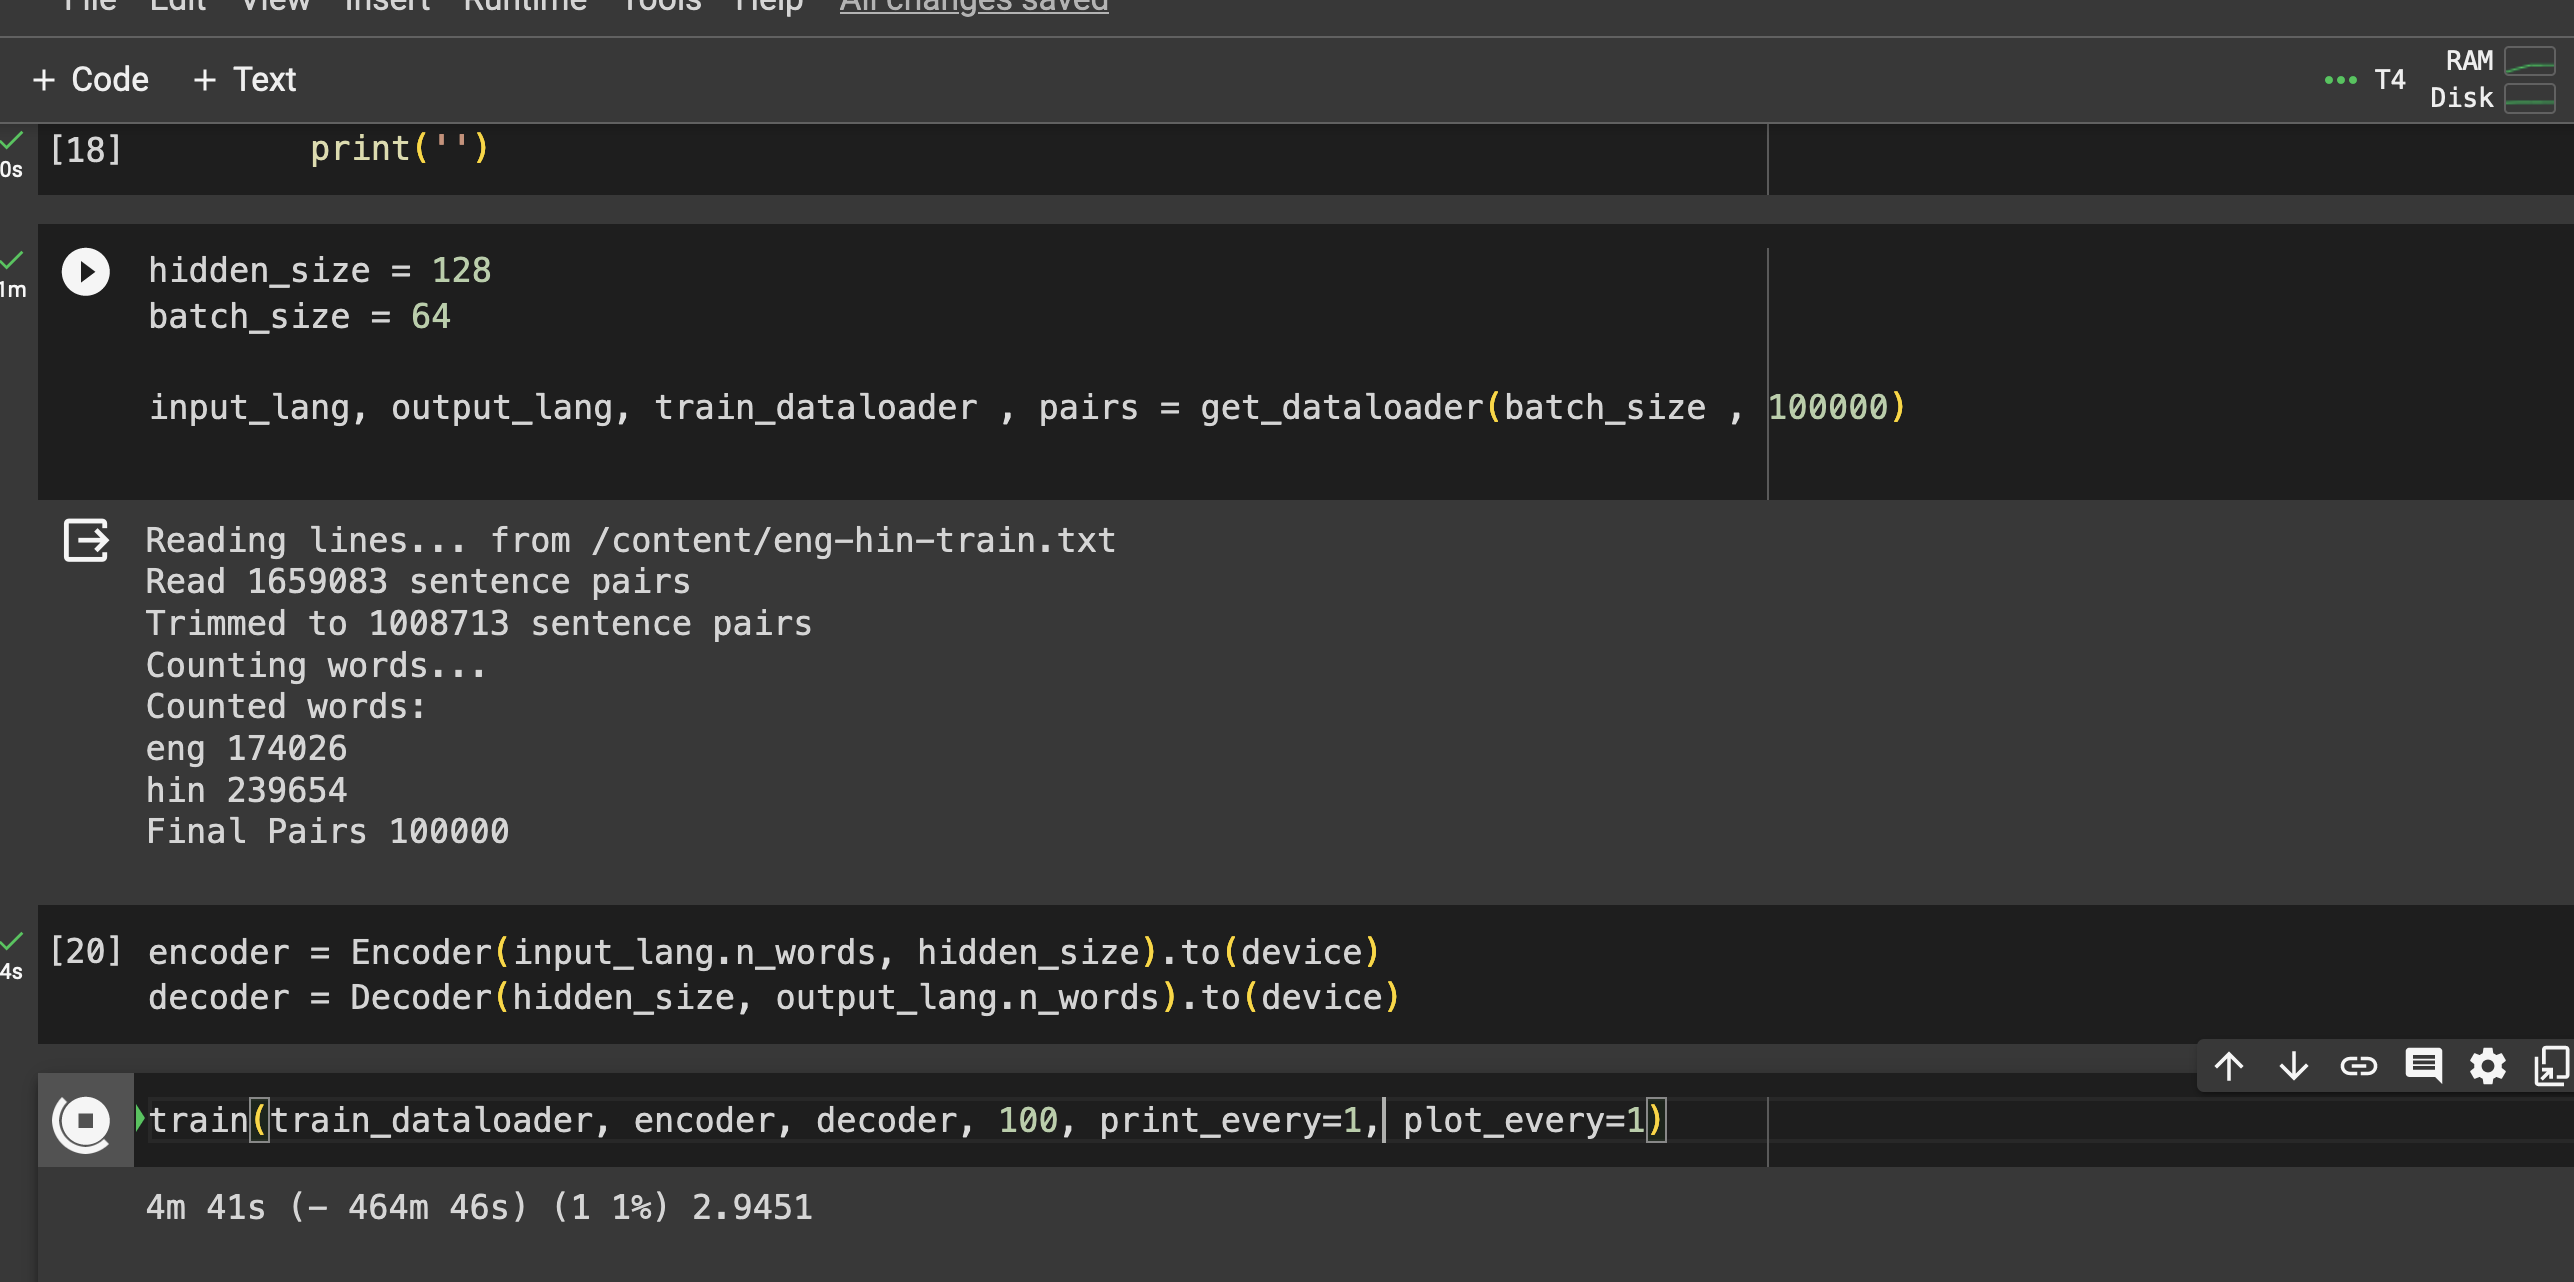 File Edit View Insert Runtime Tools Help All changes saved
+ Code + Text
T4
RAM
Disk
[18] print('')
0s
hidden_size = 128
1m
batch_size = 64
input_lang, output_lang, train_dataloader , pairs = get_dataloader(batch_size , 100000)
Reading lines... from /content/eng-hin-train.txt
Read 1659083 sentence pairs
Trimmed to 1008713 sentence pairs
Counting words...
Counted words:
eng 174026
hin 239654
Final Pairs 100000
[20] encoder = Encoder(input_lang.n_words, hidden_size).to(device)
4s
decoder = Decoder(hidden_size, output_lang.n_words).to(device)
train(train_dataloader, encoder, decoder, 100, print_every=1, plot_every=1)
4m 41s (- 464m 46s) (1 1%) 2.9451